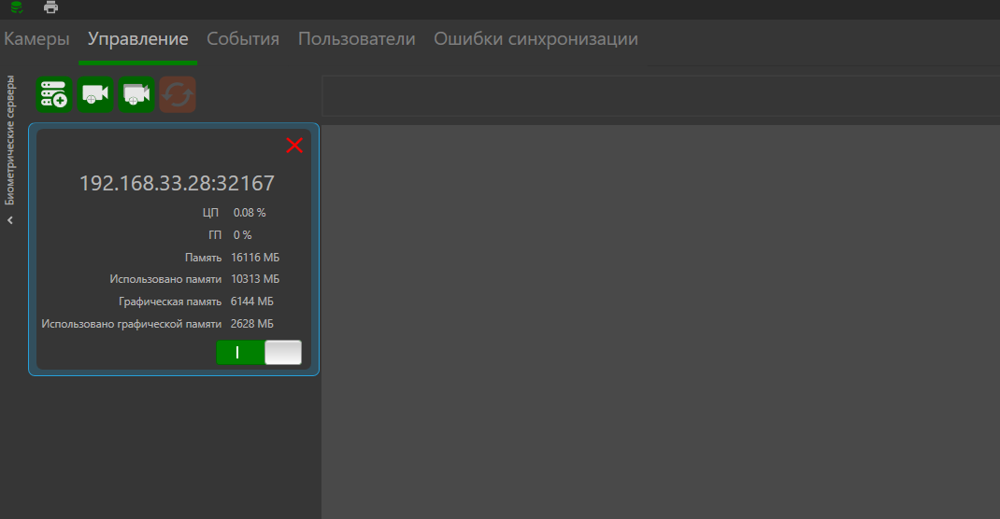 Камеры Управление События Пользователи Ошибки синхронизации
Биометрические серверы
192.168.33.28:32167
ЦП 0.08 %
ГП 0 %
Память 16116 МБ
Использовано памяти 10313 МБ
Графическая память 6144 МБ
Использовано графической памяти 2628 МБ